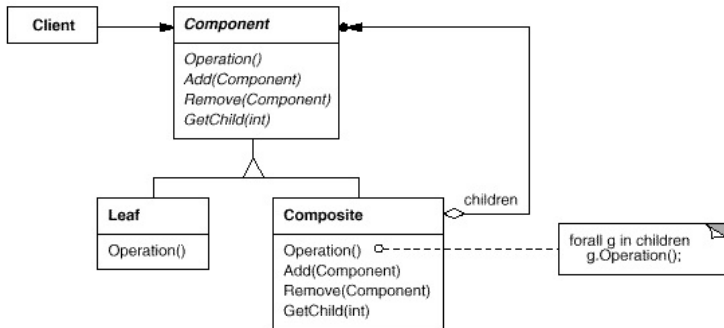 Client
Component
Operation()
Add(Component)
Remove(Component)
GetChild(int)
Leaf
Operation()
Composite
Operation()
Add(Component)
Remove(Component)
GetChild(int)
children
forall g in children
g.Operation();